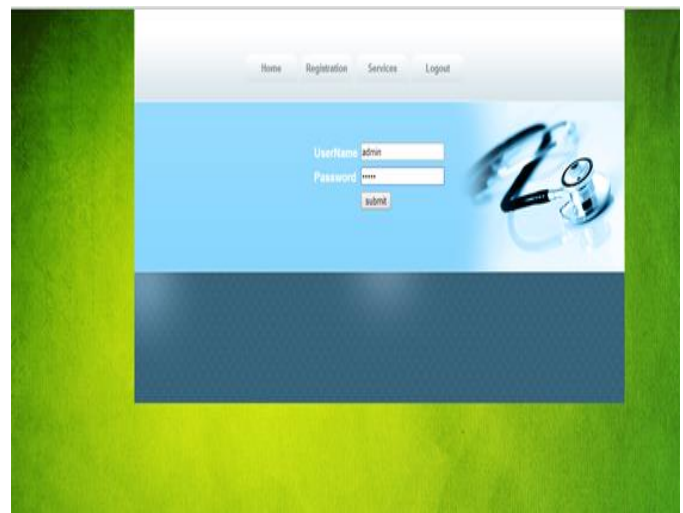 Home Registration Services Logout
UserName admin
Password •••••
submit